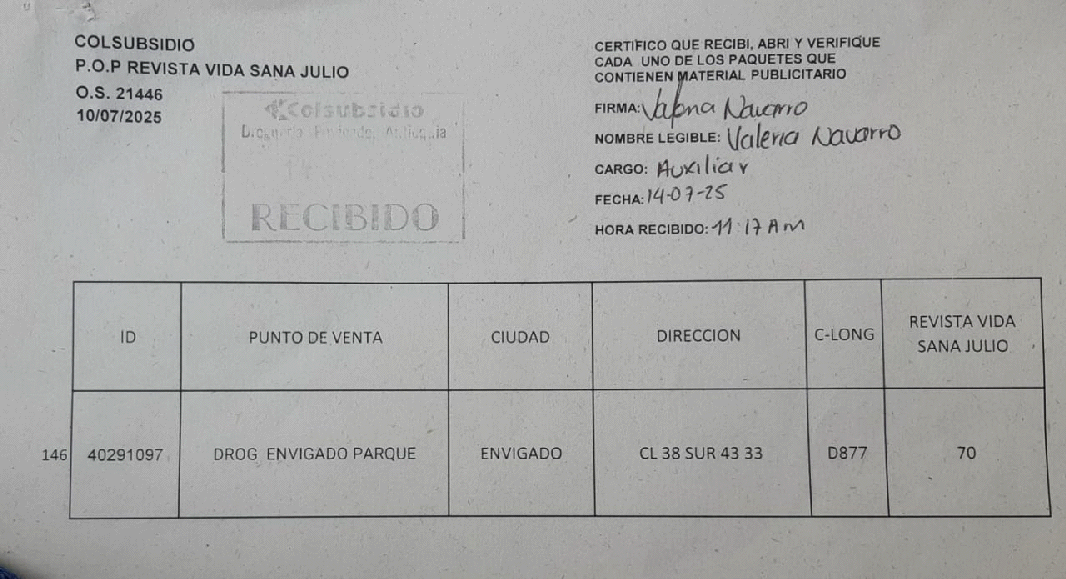 COLSUBSIDIO
P.O.P REVISTA VIDA SANA JULIO
O.S. 21446
10/07/2025
Colsubsidio
RECIBIDO
CERTIFICO QUE RECIBI, ABRI Y VERIFIQUE
CADA UNO DE LOS PAQUETES QUE
CONTIENEN MATERIAL PUBLICITARIO
FIRMA: Valeria Navarro
NOMBRE LEGIBLE: Valeria Navarro
CARGO: Auxiliar
FECHA: 14-07-25
HORA RECIBIDO: 11:17 Am
ID PUNTO DE VENTA CIUDAD DIRECCION C-LONG REVISTA VIDA
SANA JULIO
146 40291097 DROG ENVIGADO PARQUE ENVIGADO CL 38 SUR 43 33 D877 70